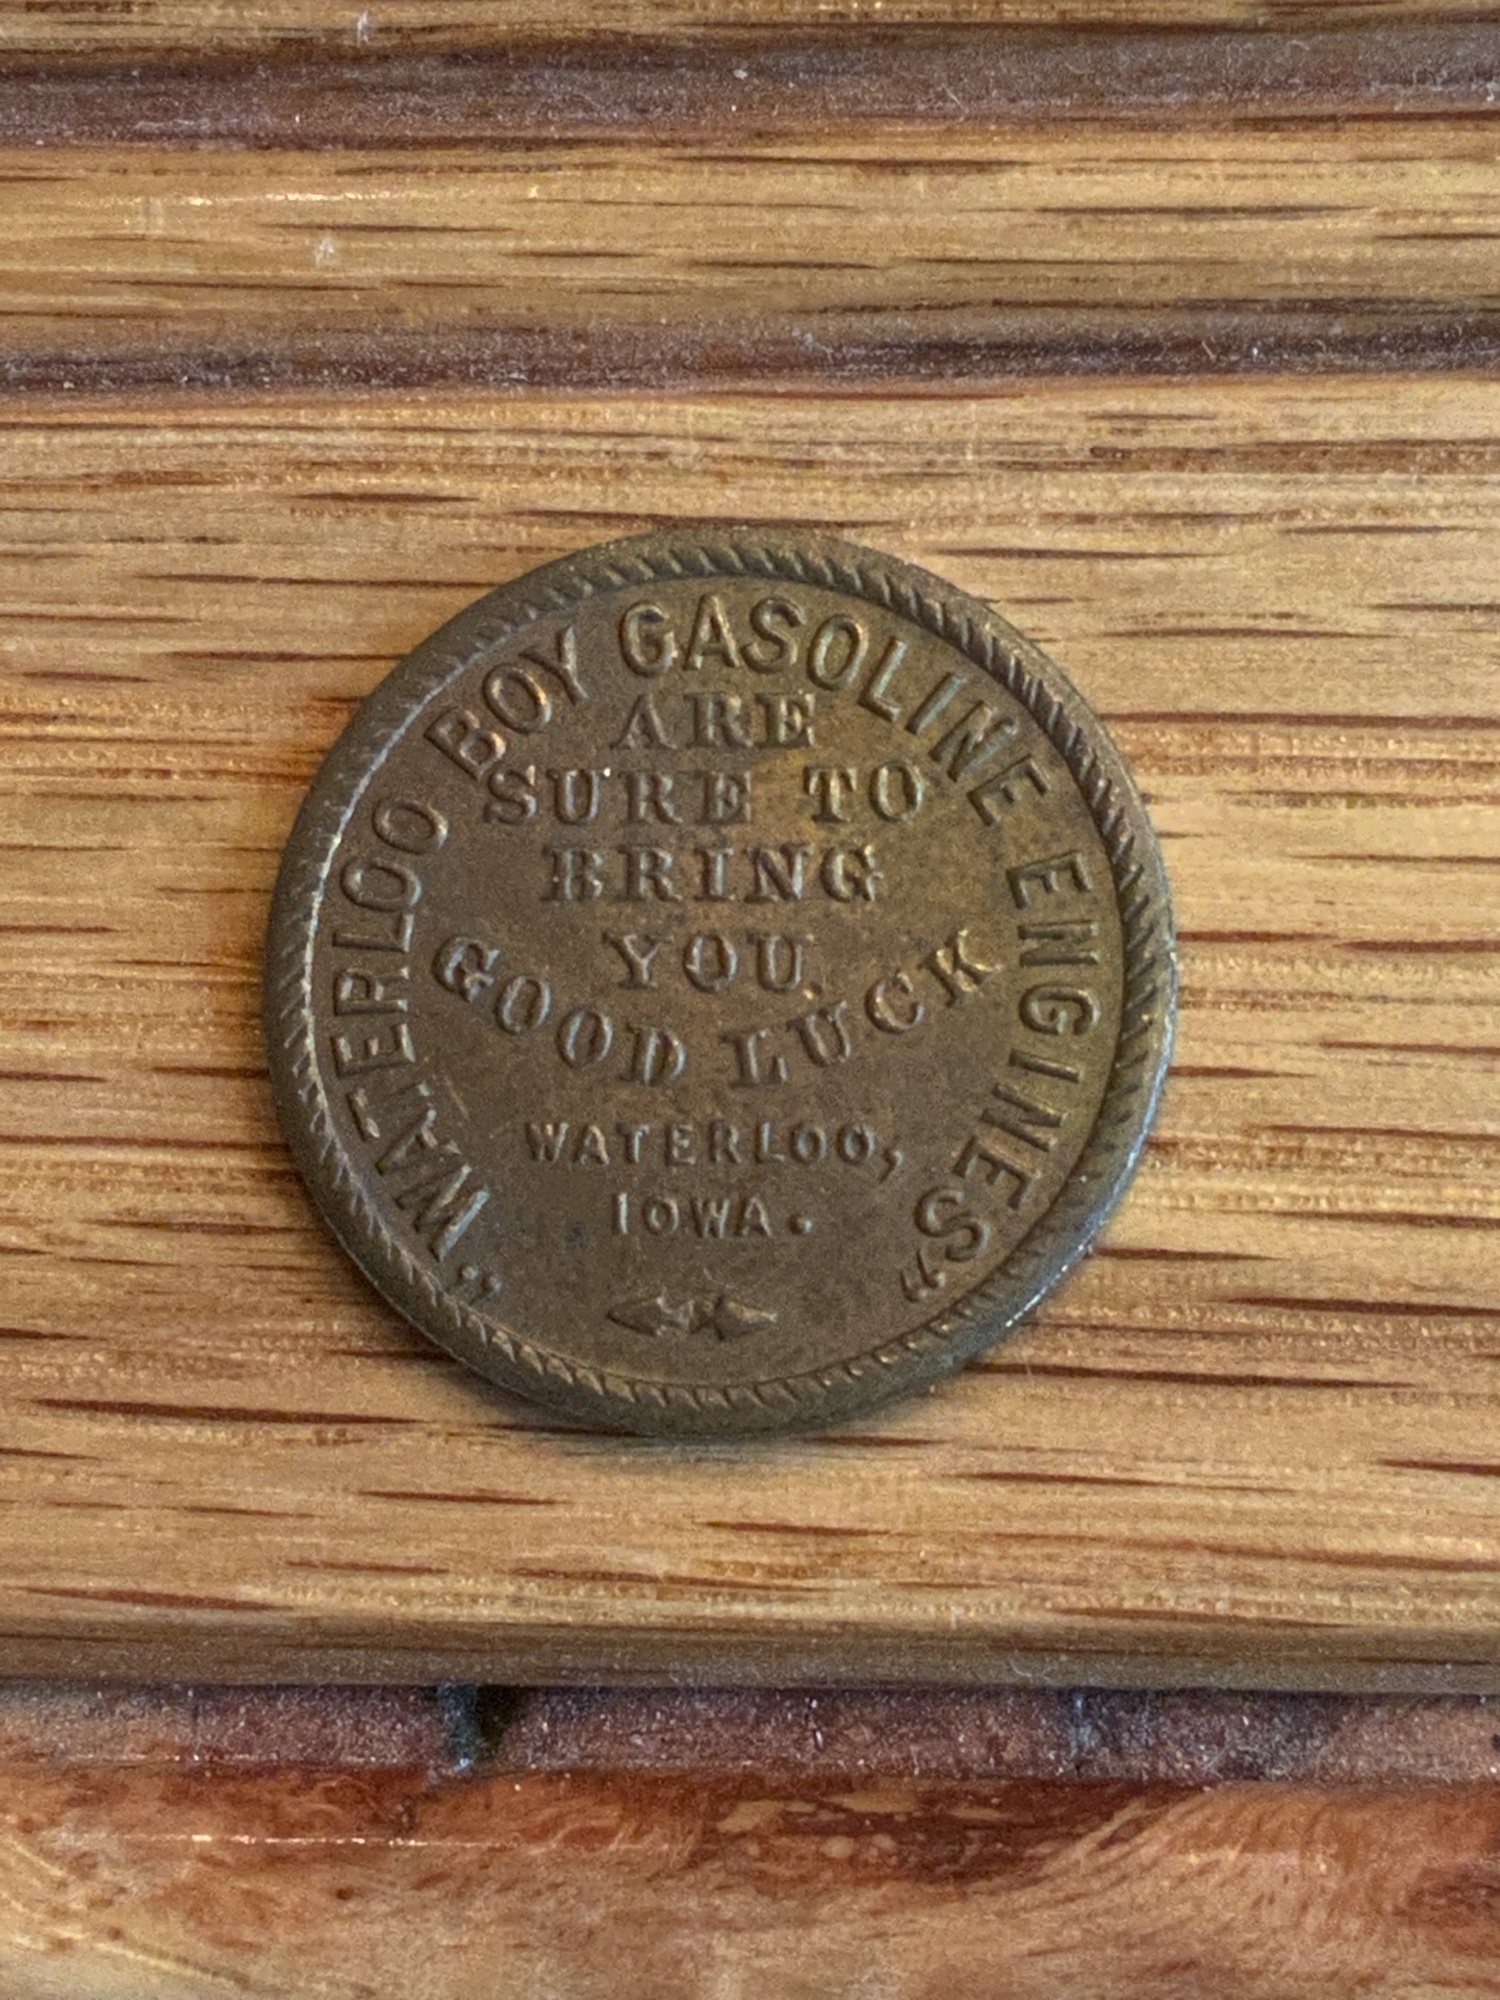 "WATERLOO BOY GASOLINE ENGINES"
ARE
SURE TO
BRING
YOU
GOOD LUCK
WATERLOO,
IOWA.